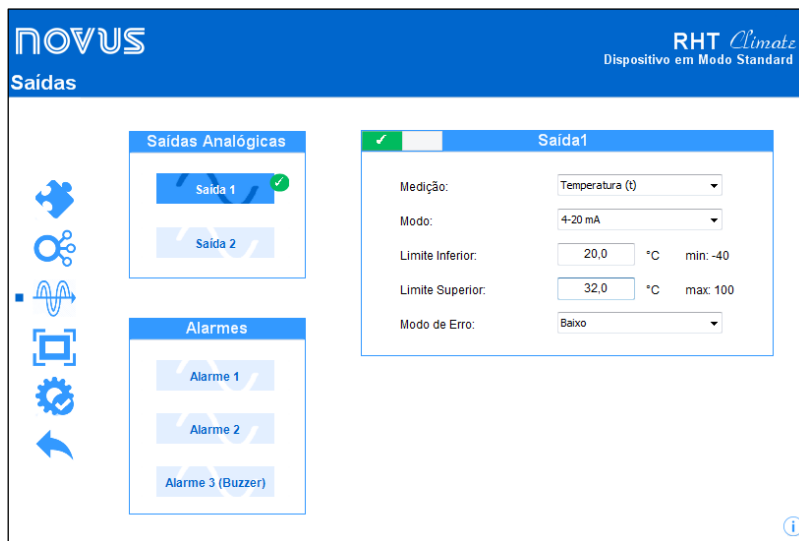 novus
RHT Climate
Dispositivo em Modo Standard
Saídas
Saídas Analógicas
Saída 1
Saída 2
Alarmes
Alarme 1
Alarme 2
Alarme 3 (Buzzer)
Saída1
Medição: Temperatura (t)
Modo: 4-20 mA
Limite Inferior: 20,0 °C min: -40
Limite Superior: 32,0 °C max: 100
Modo de Erro: Baixo
i